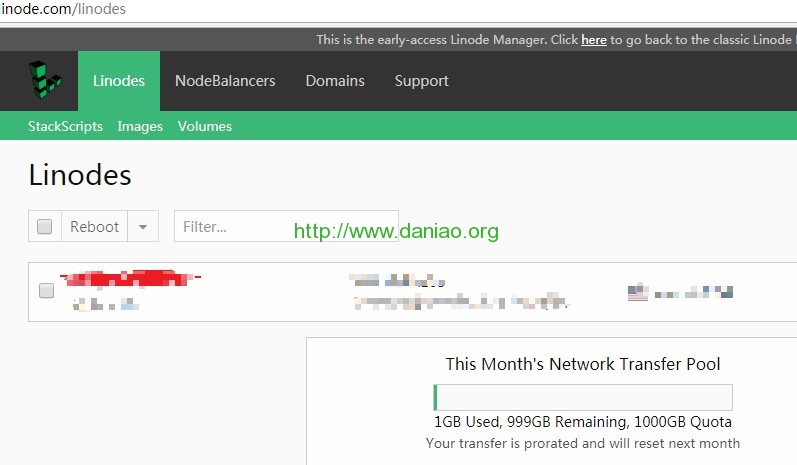 inode.com/linodes
This is the early-access Linode Manager. Click here to go back to the classic Linode
Linodes NodeBalancers Domains Support
StackScripts Images Volumes
Linodes
Reboot Filter...
http://www.daniao.org
This Month's Network Transfer Pool
1GB Used, 999GB Remaining, 1000GB Quota
Your transfer is prorated and will reset next month